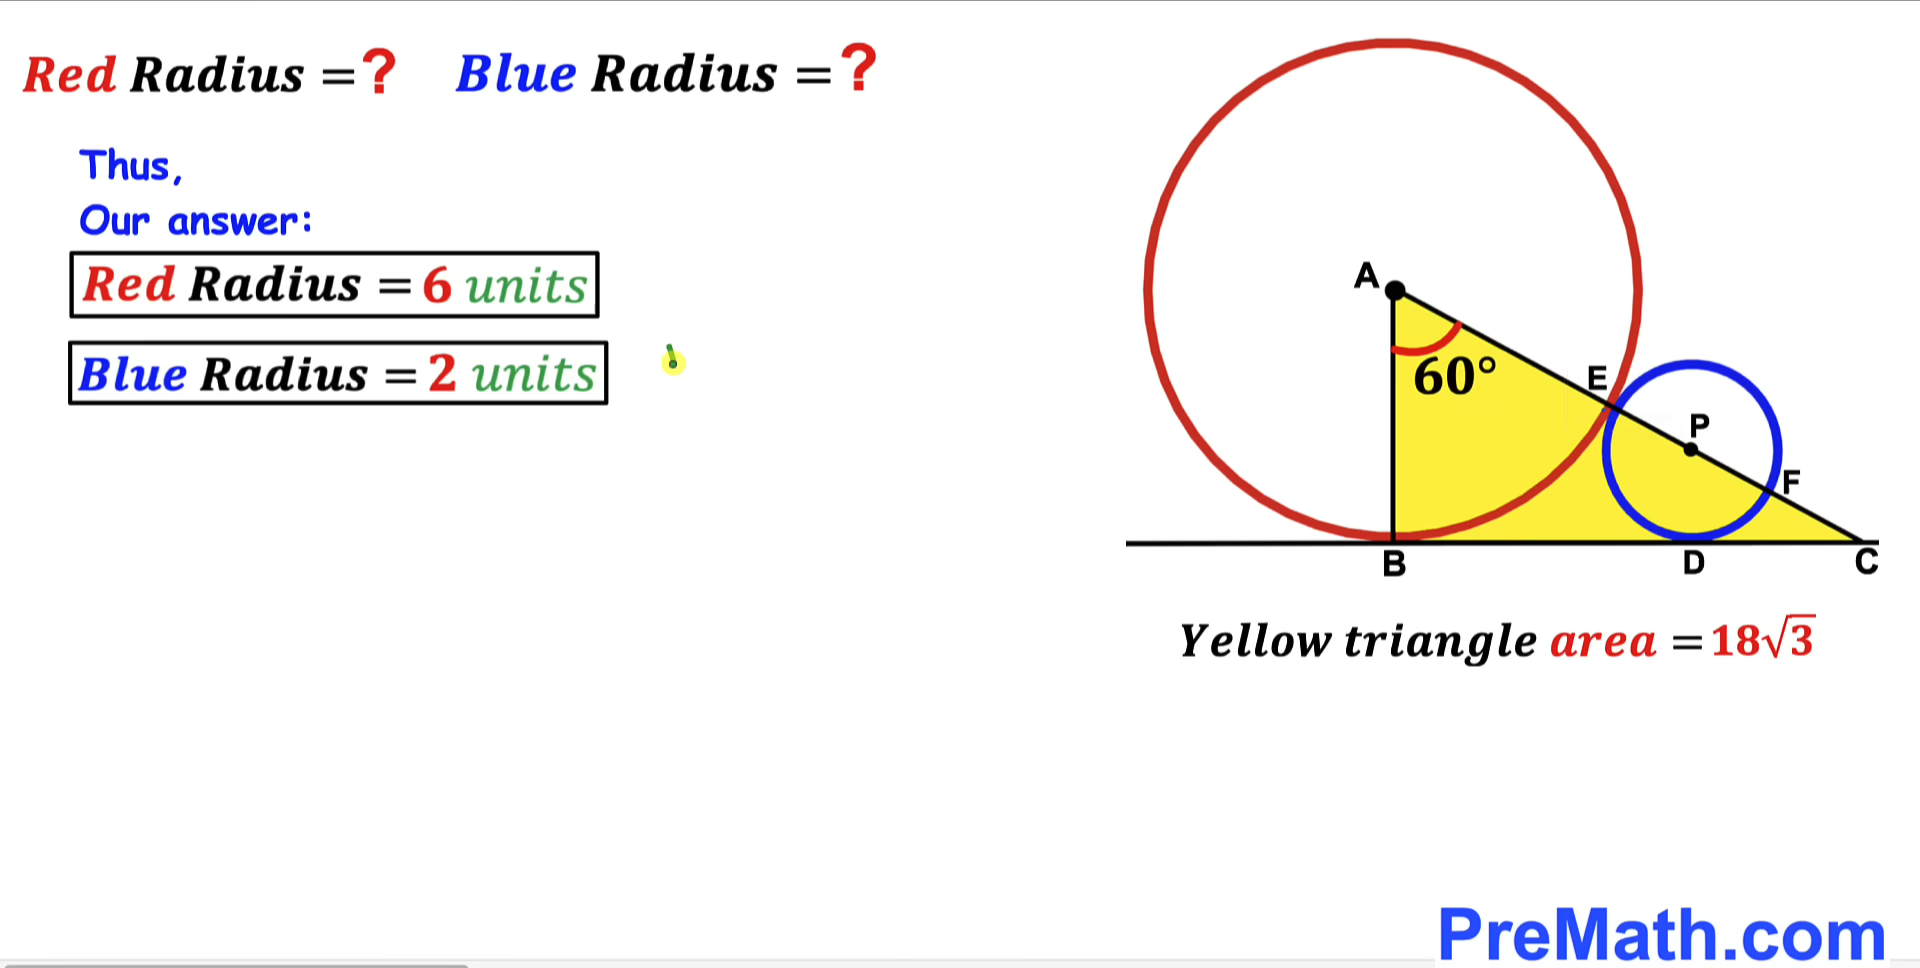 Red Radius =? Blue Radius =?
Thus,
Our answer:
Red Radius = 6 units
Blue Radius = 2 units
A
60°
E
P
F
B
D
C
Yellow triangle area = 18√3
PreMath.com